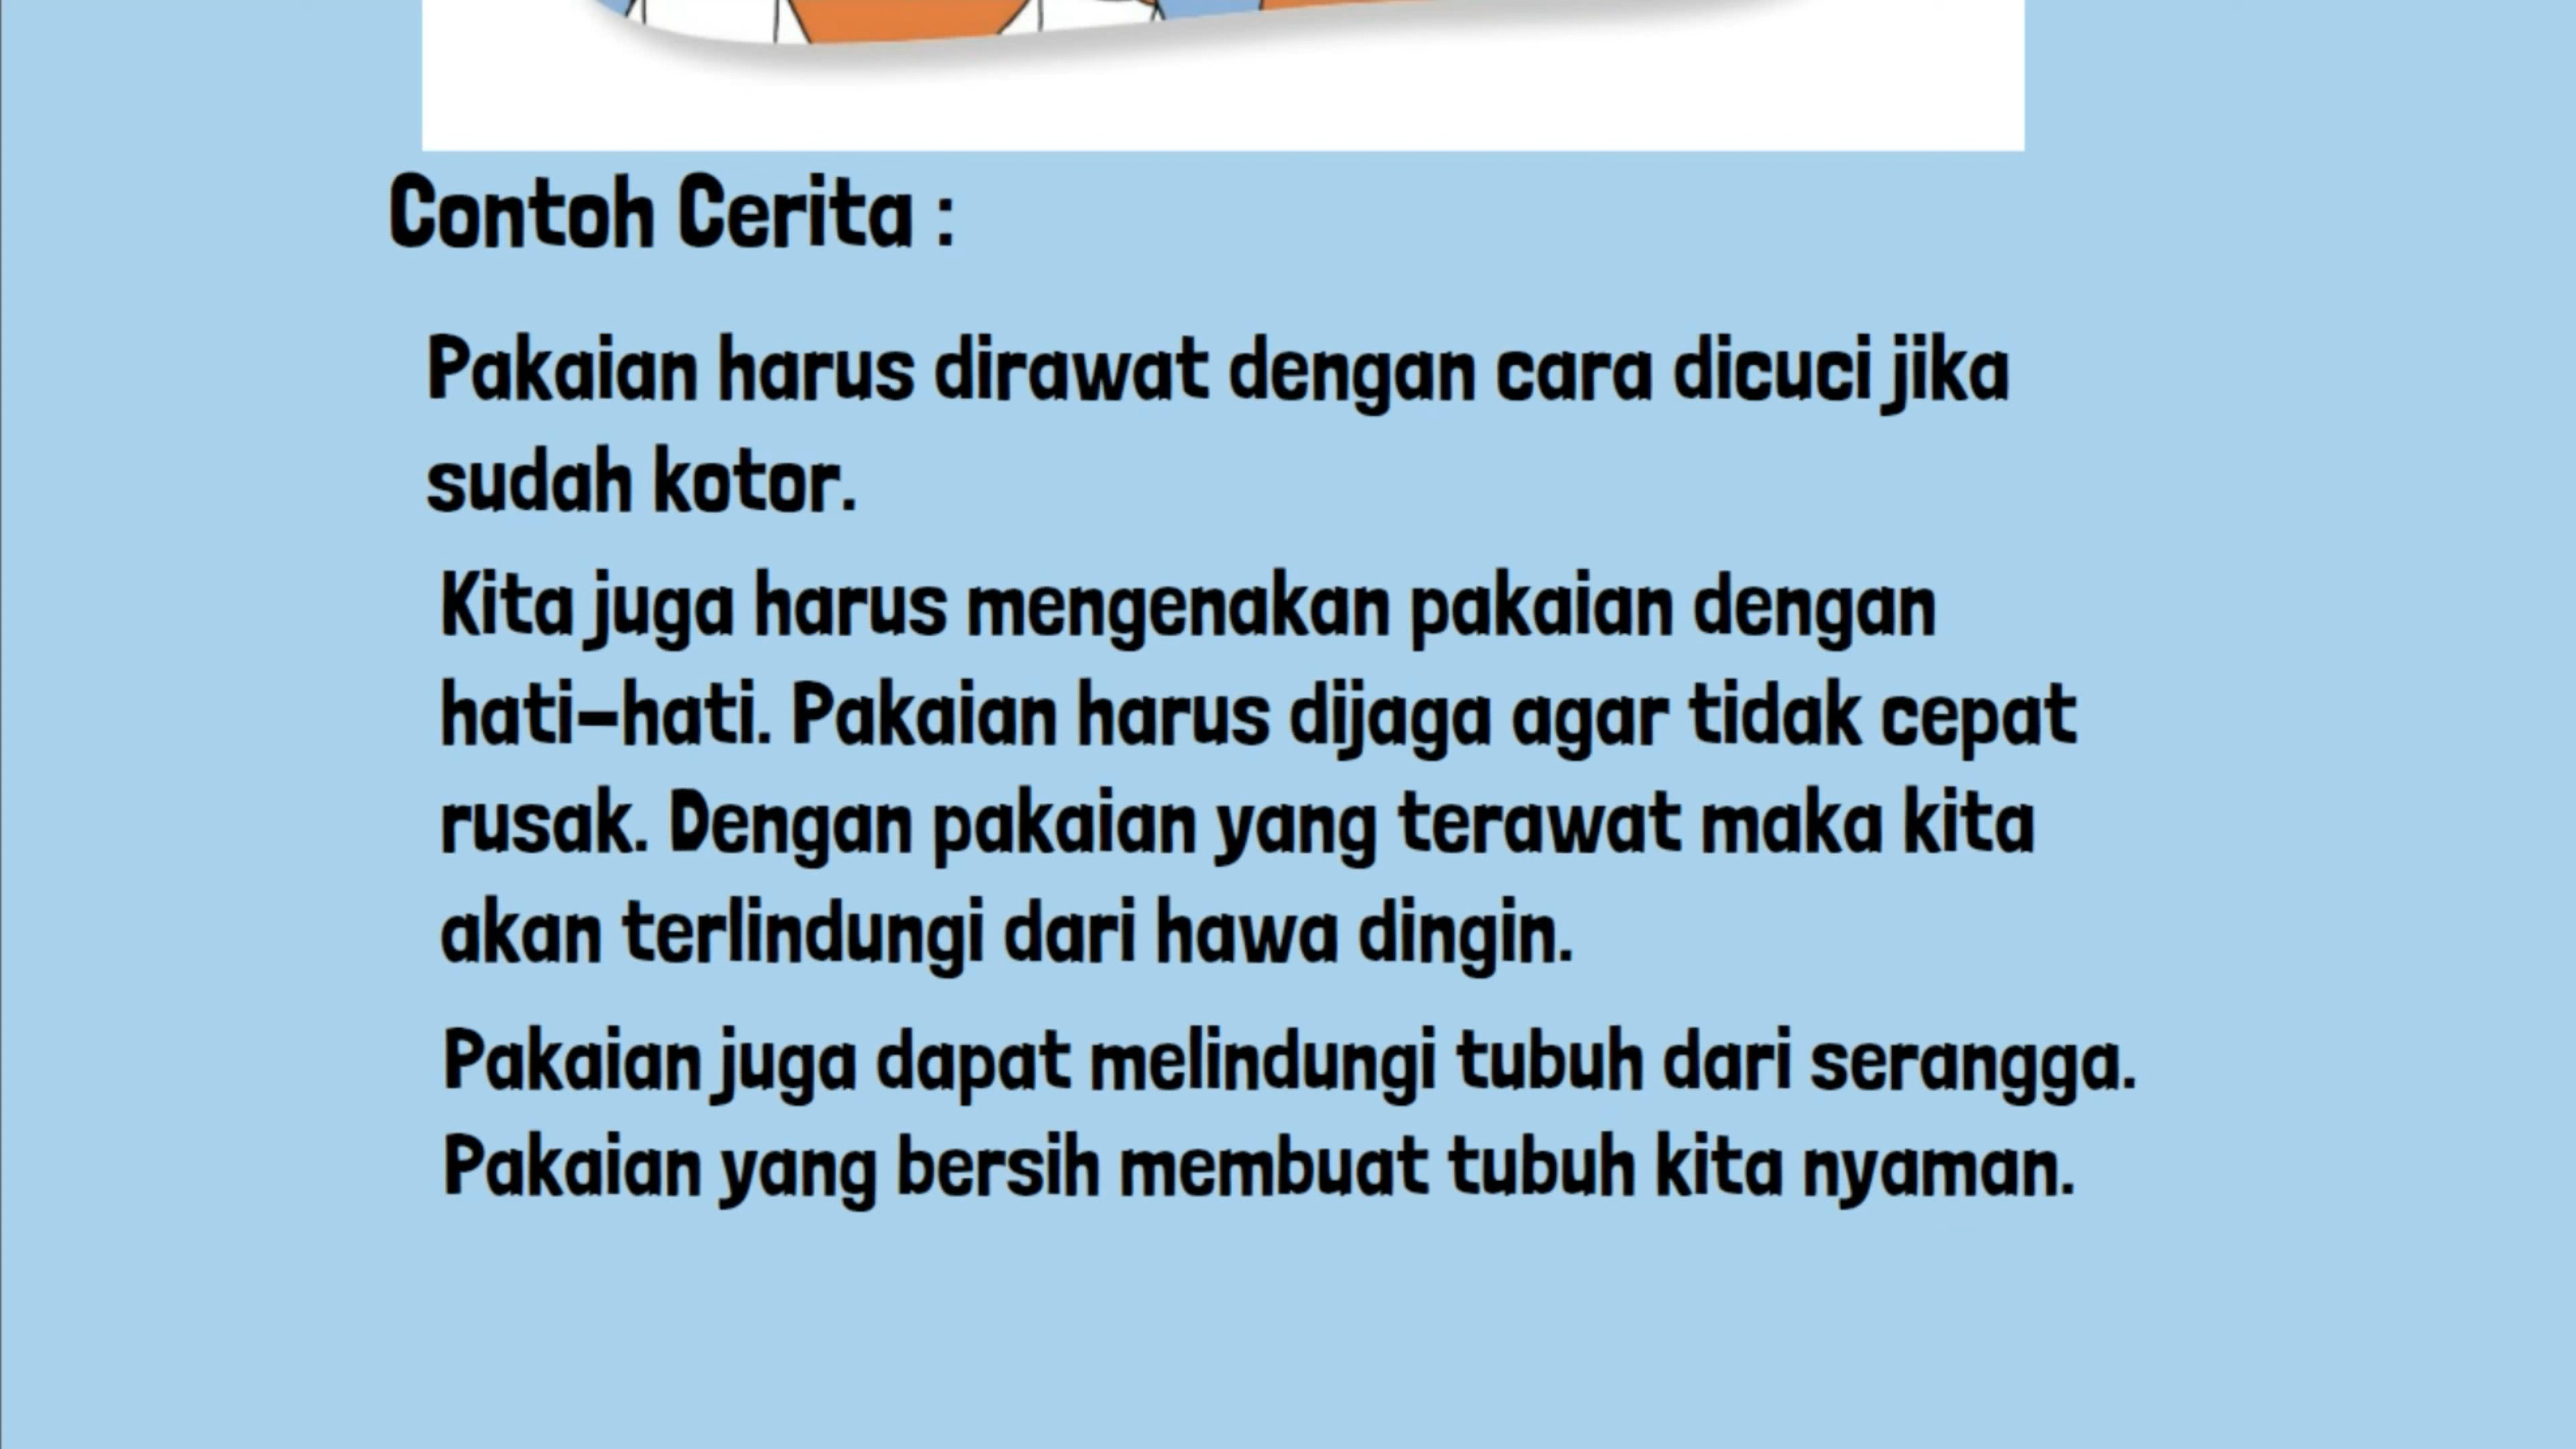 Contoh Cerita :
Pakaian harus dirawat dengan cara dicuci jika
sudah kotor.
Kita juga harus mengenakan pakaian dengan
hati-hati. Pakaian harus dijaga agar tidak cepat
rusak. Dengan pakaian yang terawat maka kita
akan terlindungi dari hawa dingin.
Pakaian juga dapat melindungi tubuh dari serangga.
Pakaian yang bersih membuat tubuh kita nyaman.